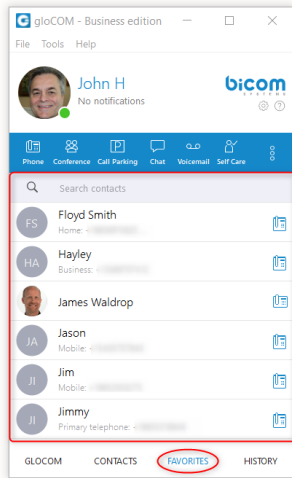 gloCOM - Business edition
File Tools Help
John H
No notifications
bicom
SYSTEMS
Phone Conference Call Parking Chat Voicemail Self Care
Search contacts
FS
Floyd Smith
Home:
HA
Hayley
Business:
James Waldrop
JA
Jason
Mobile:
JI
Jim
Mobile:
JI
Jimmy
Primary telephone:
GLOCOM CONTACTS FAVORITES HISTORY